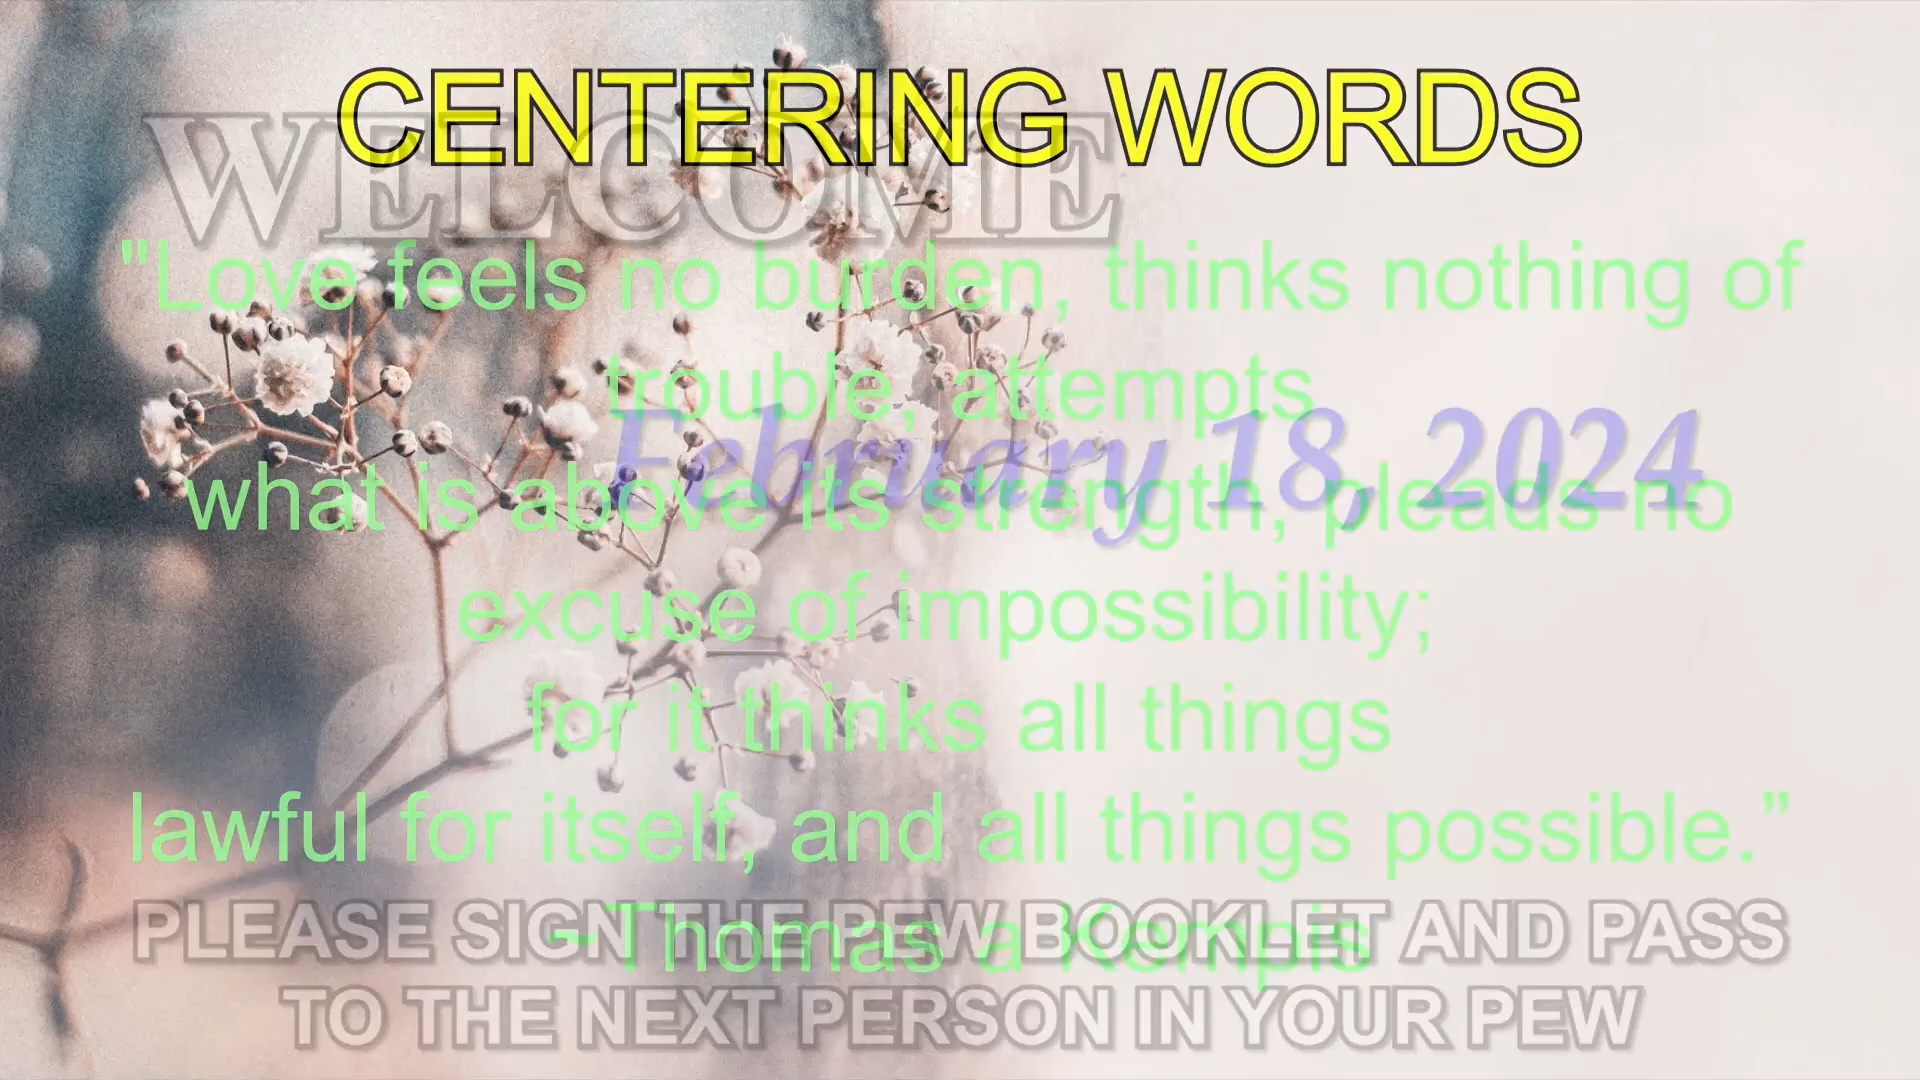 CENTERING WORDS
WELCOME
"Love feels no burden, thinks nothing of
trouble, attempts
February 18, 2024
what is above its strength, pleads no
excuse of impossibility;
for it thinks all things
lawful for itself, and all things possible.”
~Thomas a Kempis
PLEASE SIGN THE PEW BOOKLET AND PASS
TO THE NEXT PERSON IN YOUR PEW